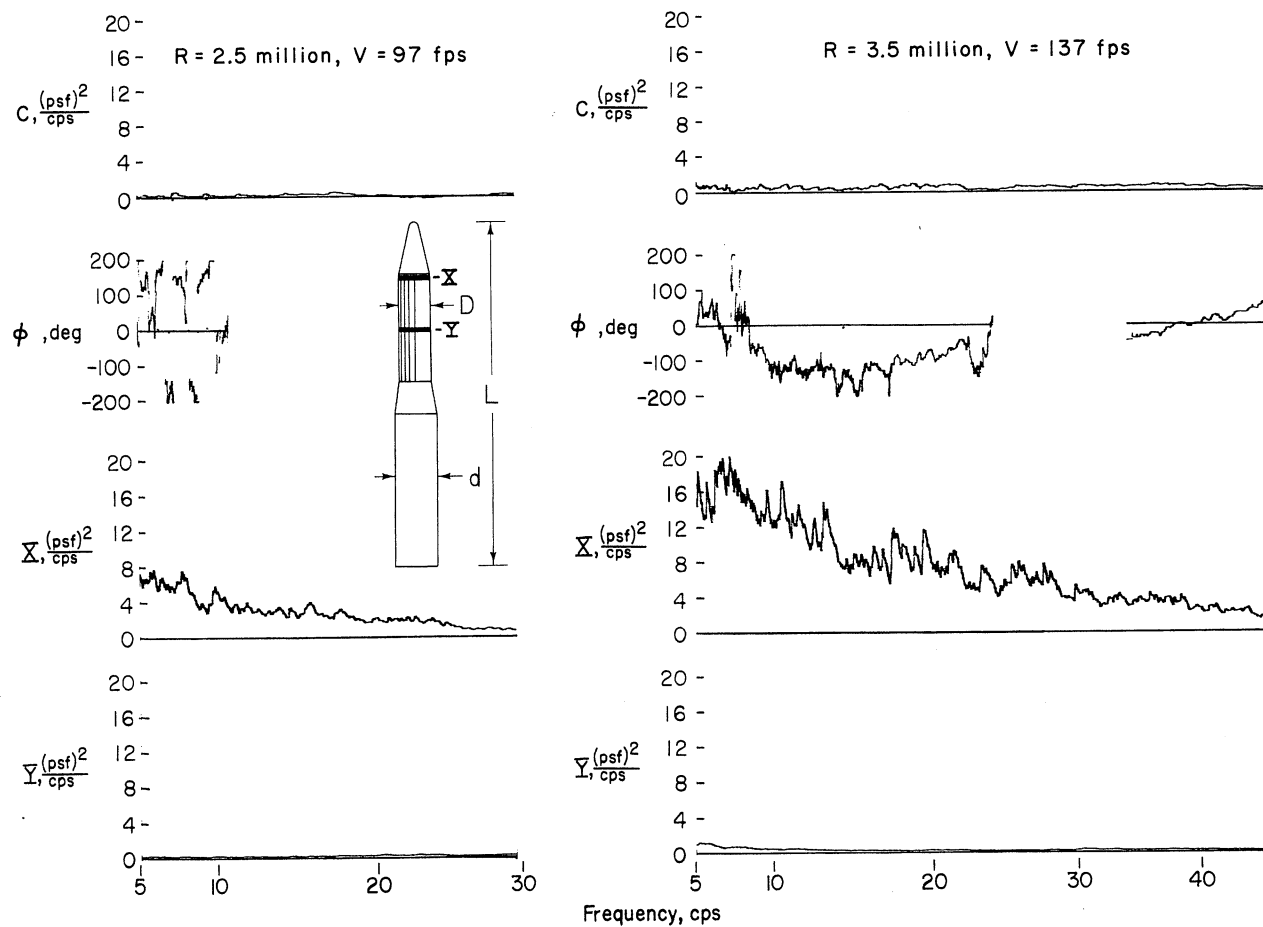 R = 2.5 million, V = 97 fps
20
16
12
8
4
0
C, (psf)2
cps
200
100
0
-100
-200
ϕ ,deg
20
16
12
8
4
0
X, (psf)2
cps
20
16
12
8
4
0
Y, (psf)2
cps
5 10 20 30
X
D
Y
L
d
R = 3.5 million, V = 137 fps
20
16
12
8
4
0
C, (psf)2
cps
200
100
0
-100
-200
ϕ ,deg
20
16
12
8
4
0
X, (psf)2
cps
20
16
12
8
4
0
Y, (psf)2
cps
5 10 20 30 40
Frequency, cps